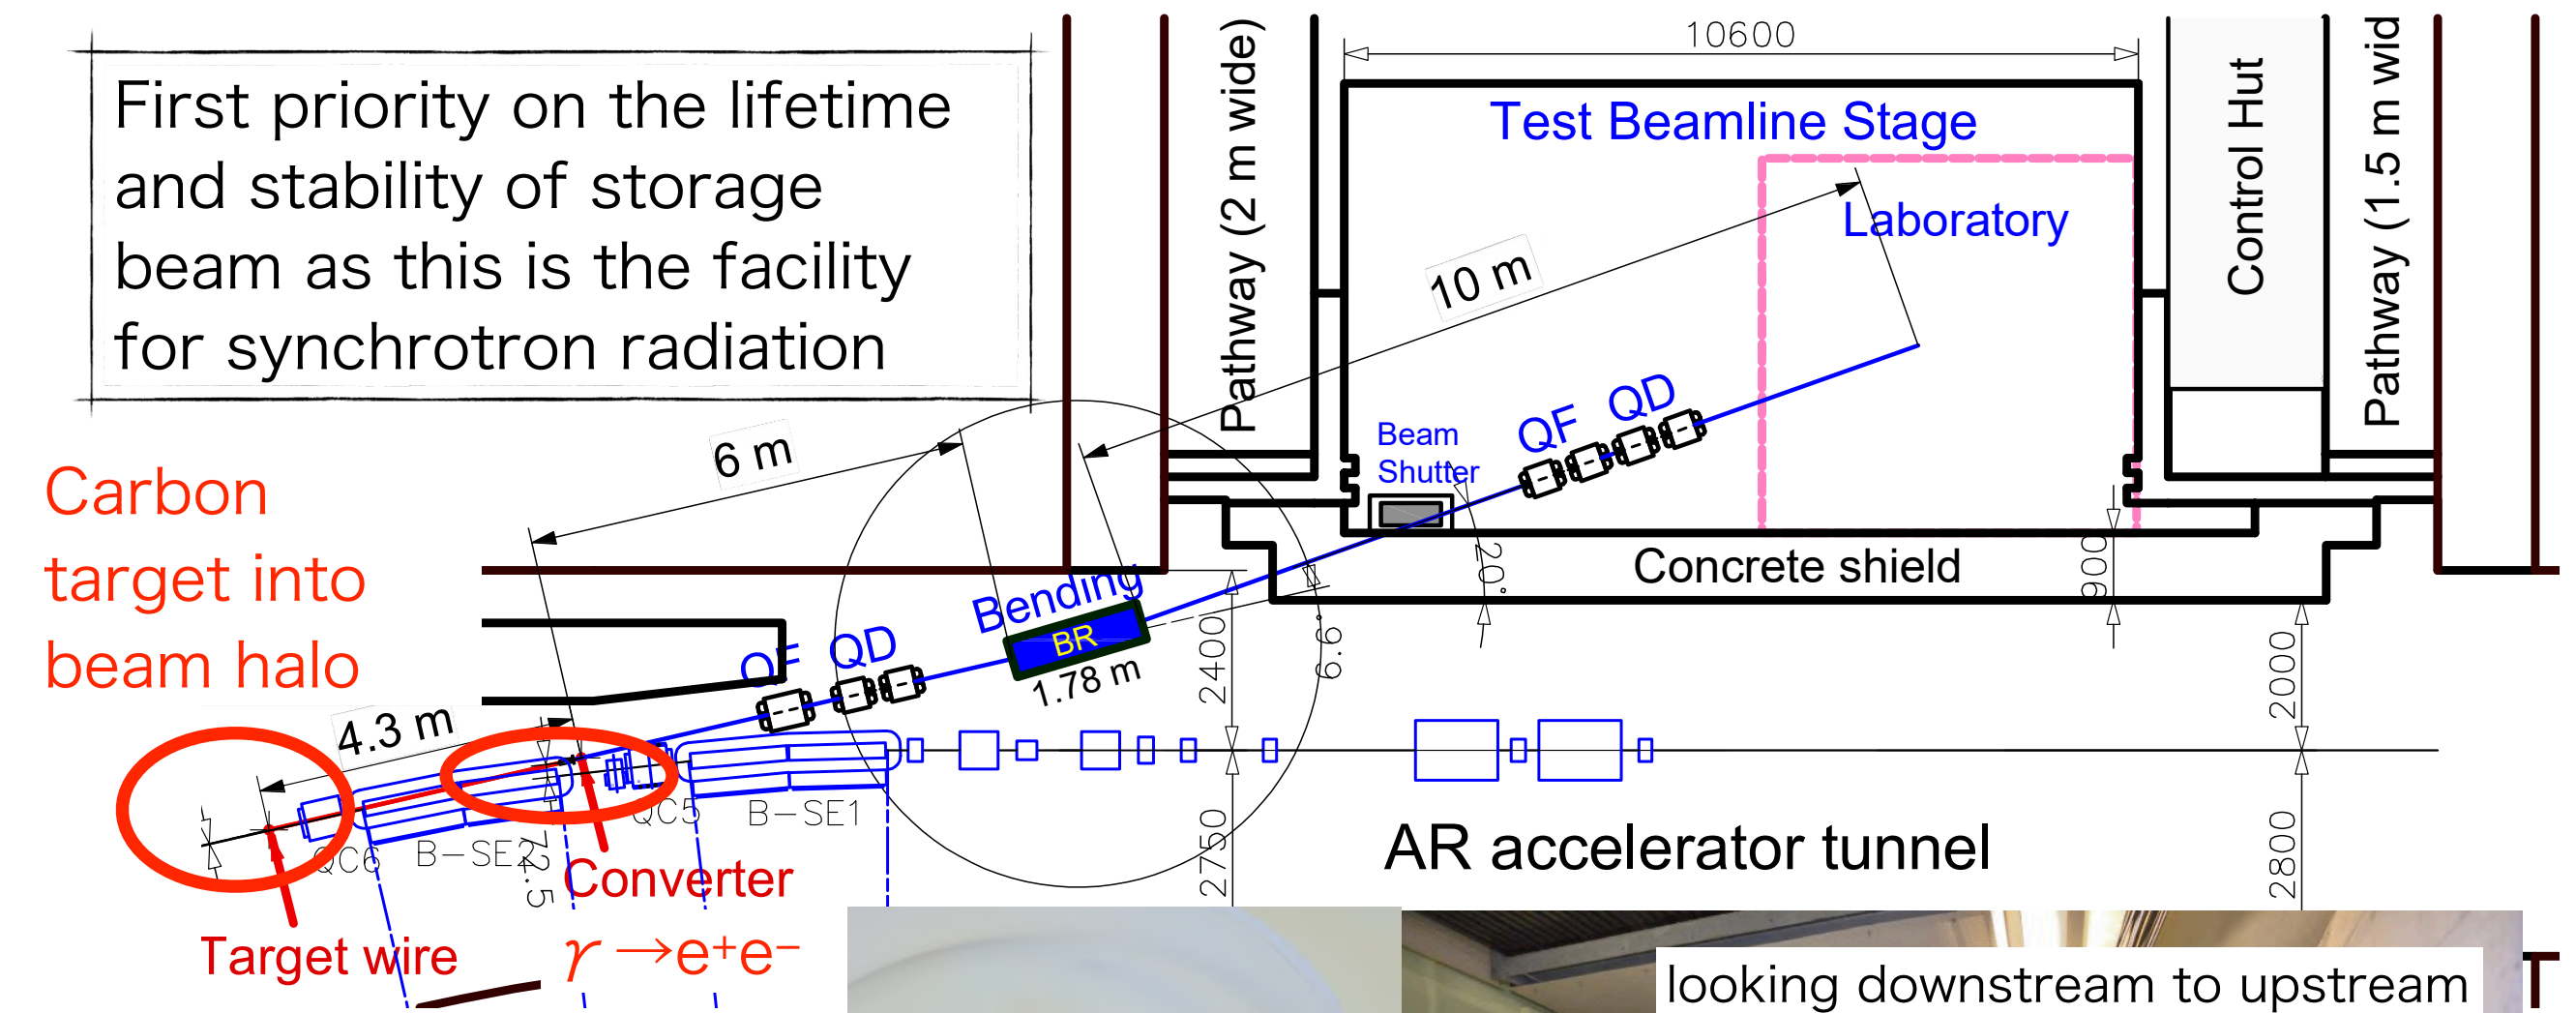 First priority on the lifetime
and stability of storage
beam as this is the facility
for synchrotron radiation
Carbon
target into
beam halo
10600
Pathway (2 m wide)
Test Beamline Stage
Laboratory
Control Hut
Pathway (1.5 m wid
10 m
6 m
4.3 m
QF QD
Beam
Shutter
QF QD
Bending
BR
1.78 m
20°
Concrete shield
900
2400
2000
2750
2800
QC5
B-SE1
QC6
B-SE2
Converter
γ→e+e−
Target wire
AR accelerator tunnel
looking downstream to upstream
T